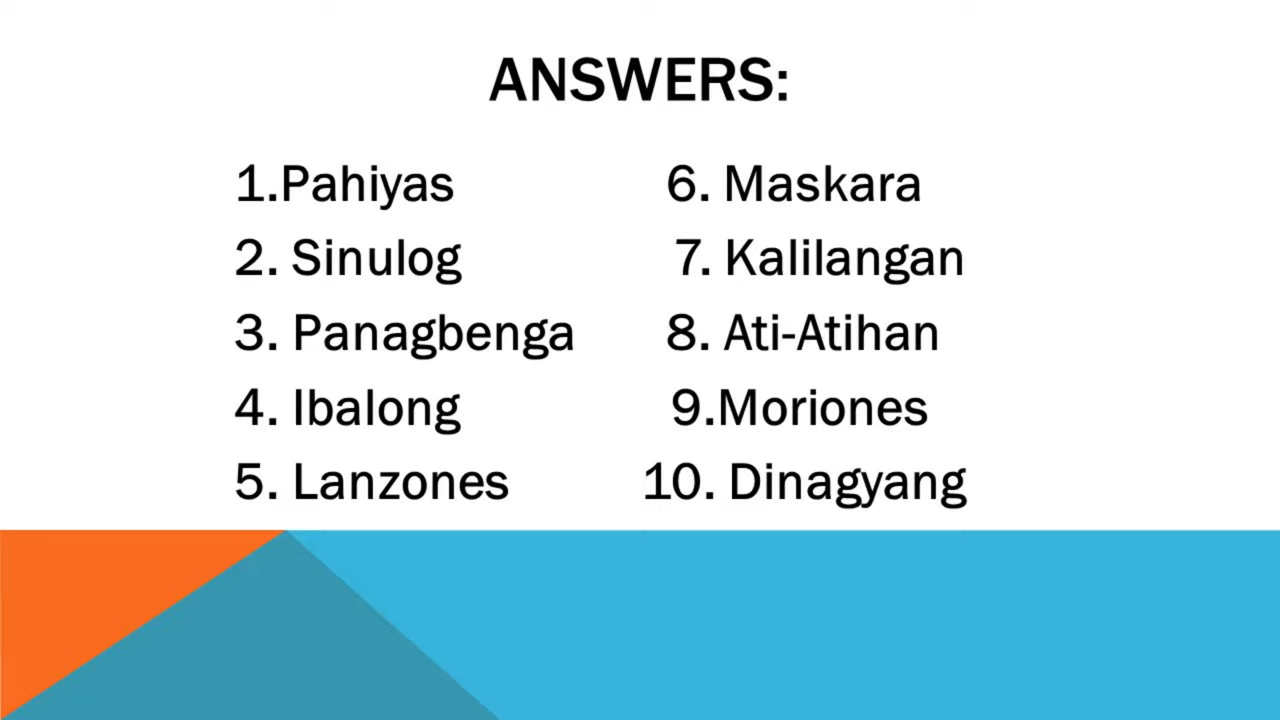 ANSWERS:
1.Pahiyas
2. Sinulog
3. Panagbenga
4. Ibalong
5. Lanzones
6. Maskara
7. Kalilangan
8. Ati-Atihan
9.Moriones
10. Dinagyang